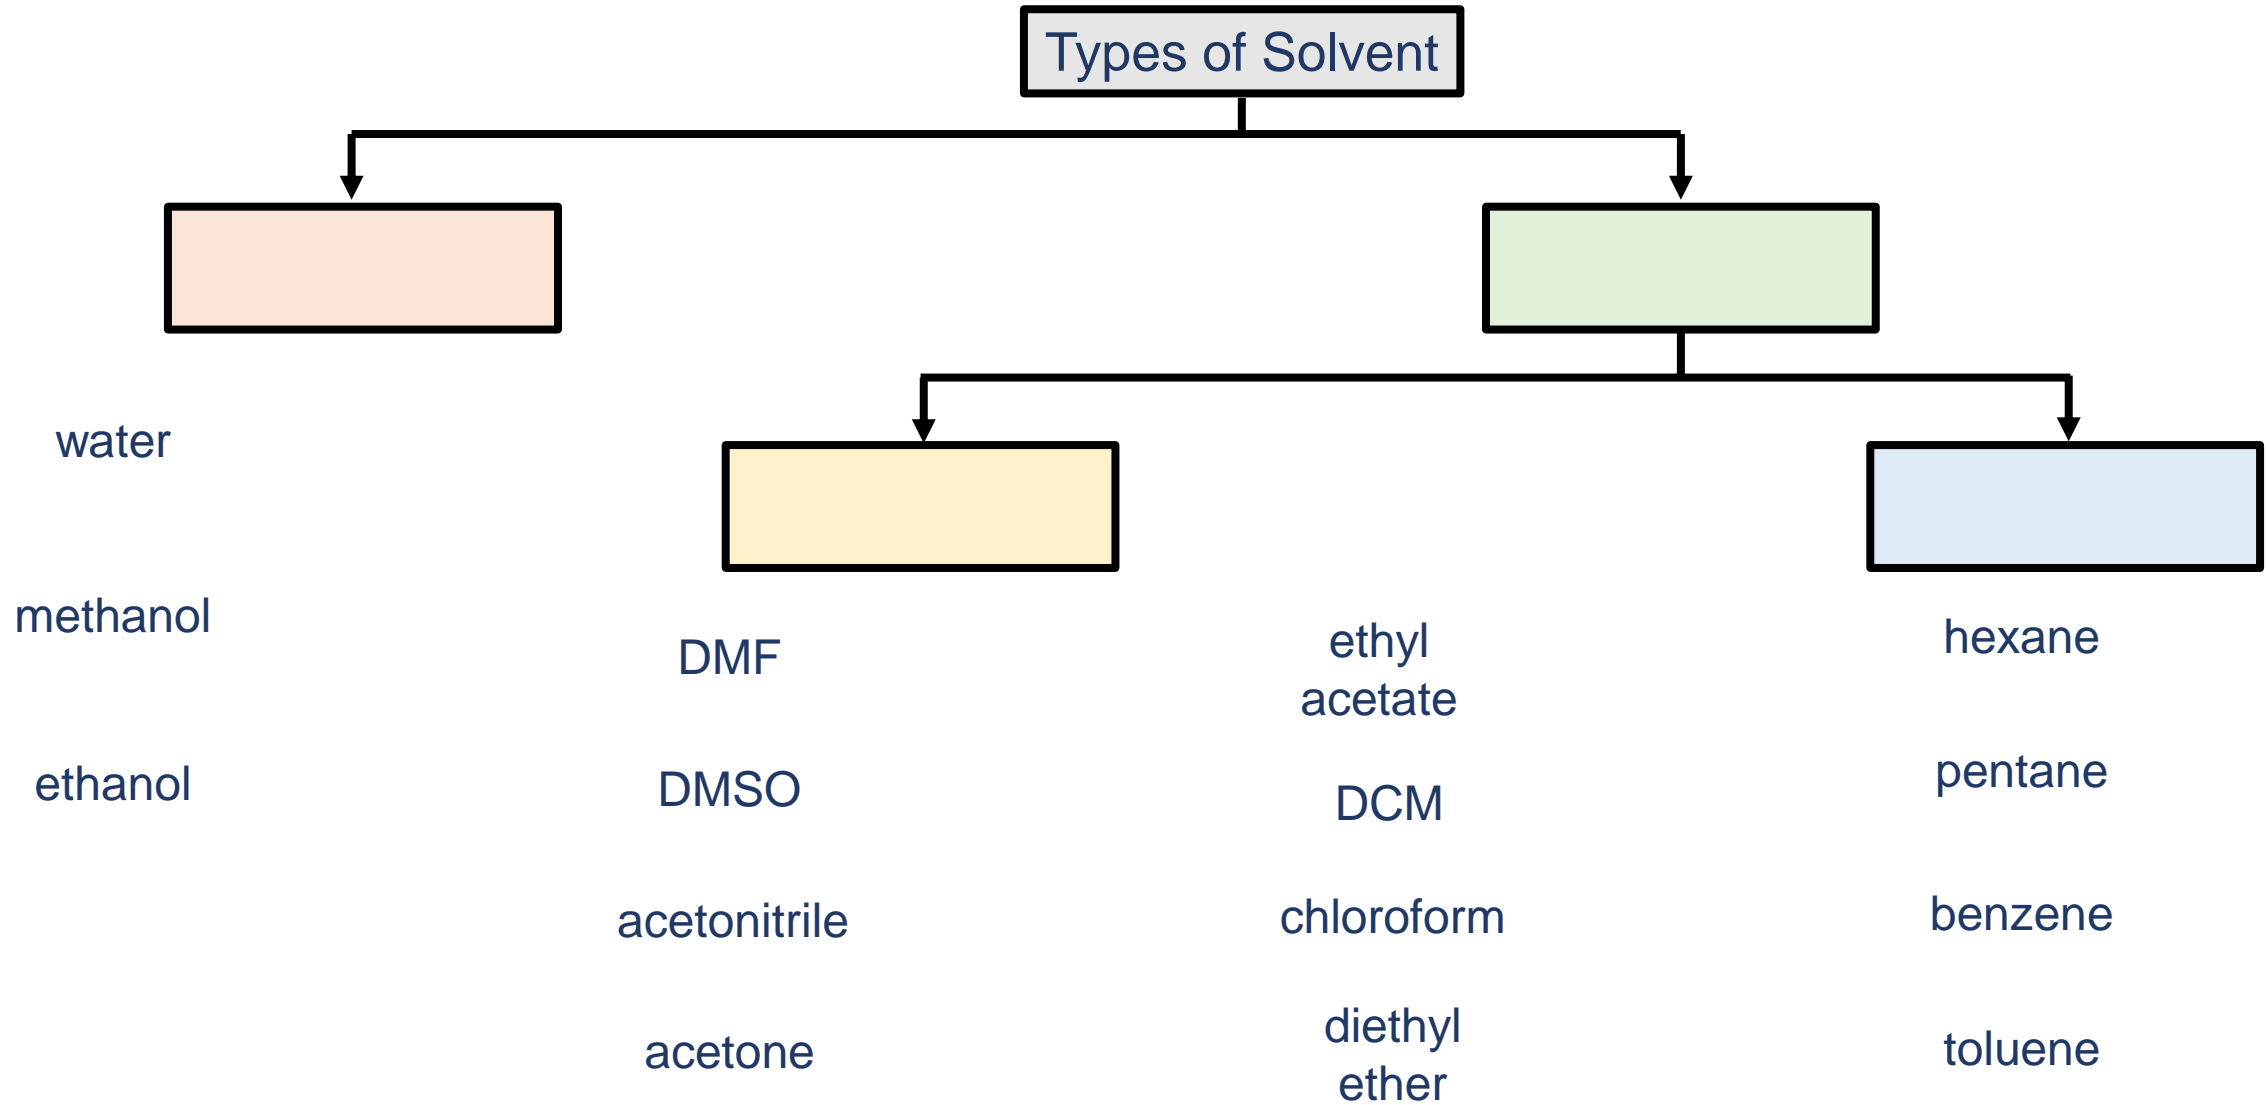 Types of Solvent
water
methanol
ethanol
DMF
DMSO
acetonitrile
acetone
ethyl
acetate
DCM
chloroform
diethyl
ether
hexane
pentane
benzene
toluene